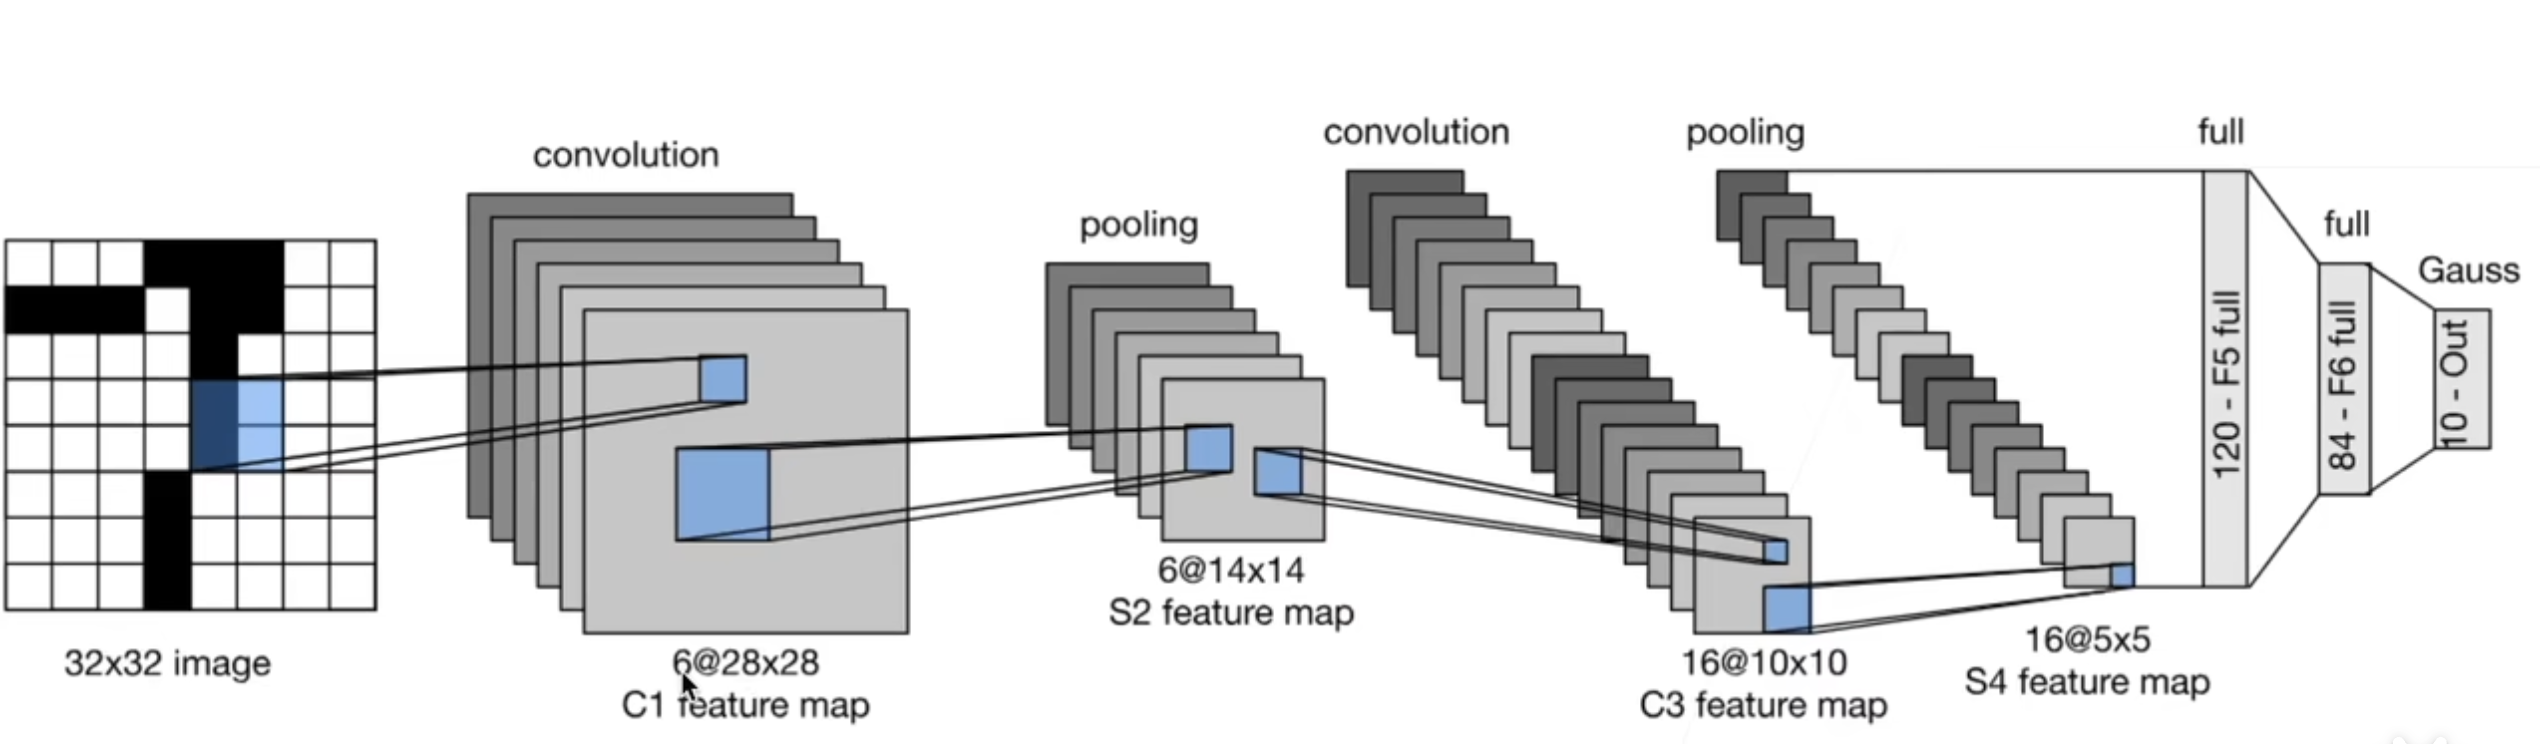 convolution
pooling
convolution
pooling
full
full
Gauss
120 - F5 full
84 - F6 full
10 - Out
32x32 image
6@28x28
C1 feature map
6@14x14
S2 feature map
16@10x10
C3 feature map
16@5x5
S4 feature map